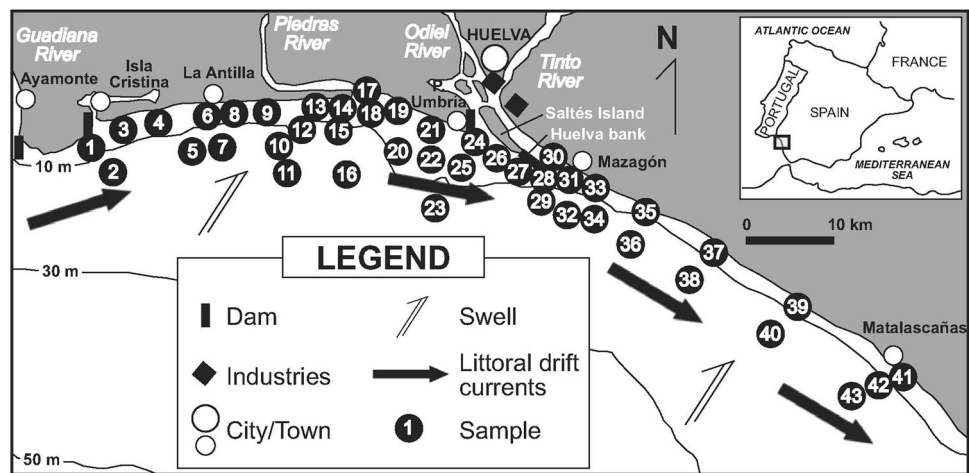 Guadiana
River
Ayamonte
Isla
Cristina
La Antilla
Piedras
River
Odiel
River
HUELVA
Tinto
River
Umbría
Saltés Island
Huelva bank
Mazagón
Matalascañas
N
ATLANTIC OCEAN
FRANCE
PORTUGAL
SPAIN
MEDITERRANEAN
SEA
0 10 km
10 m
30 m
50 m
1
2
3
4
5
6
7
8
9
10
11
12
13
14
15
16
17
18
19
20
21
22
23
24
25
26
27
28
29
30
31
32
33
34
35
36
37
38
39
40
41
42
43
LEGEND
Dam
Swell
Industries
Littoral drift
currents
City/Town
1 Sample